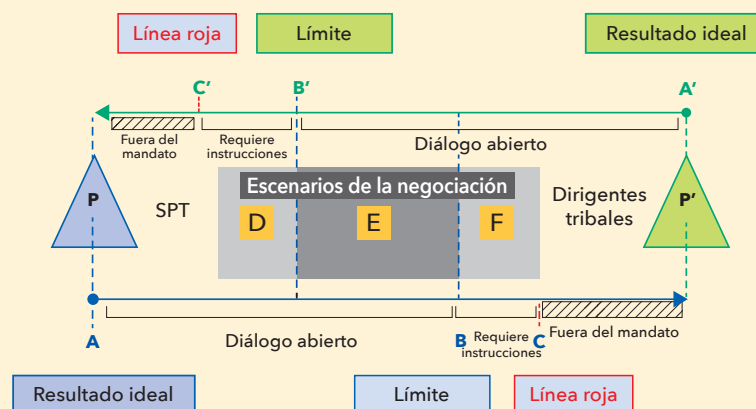 Línea roja
Límite
Resultado ideal
C’
B’
A’
Fuera del
mandato
Requiere
instrucciones
Diálogo abierto
Escenarios de la negociación
P
SPT
D
E
F
Dirigentes
tribales
P’
A
Diálogo abierto
B
Requiere
instrucciones
C
Fuera del mandato
Resultado ideal
Límite
Línea roja